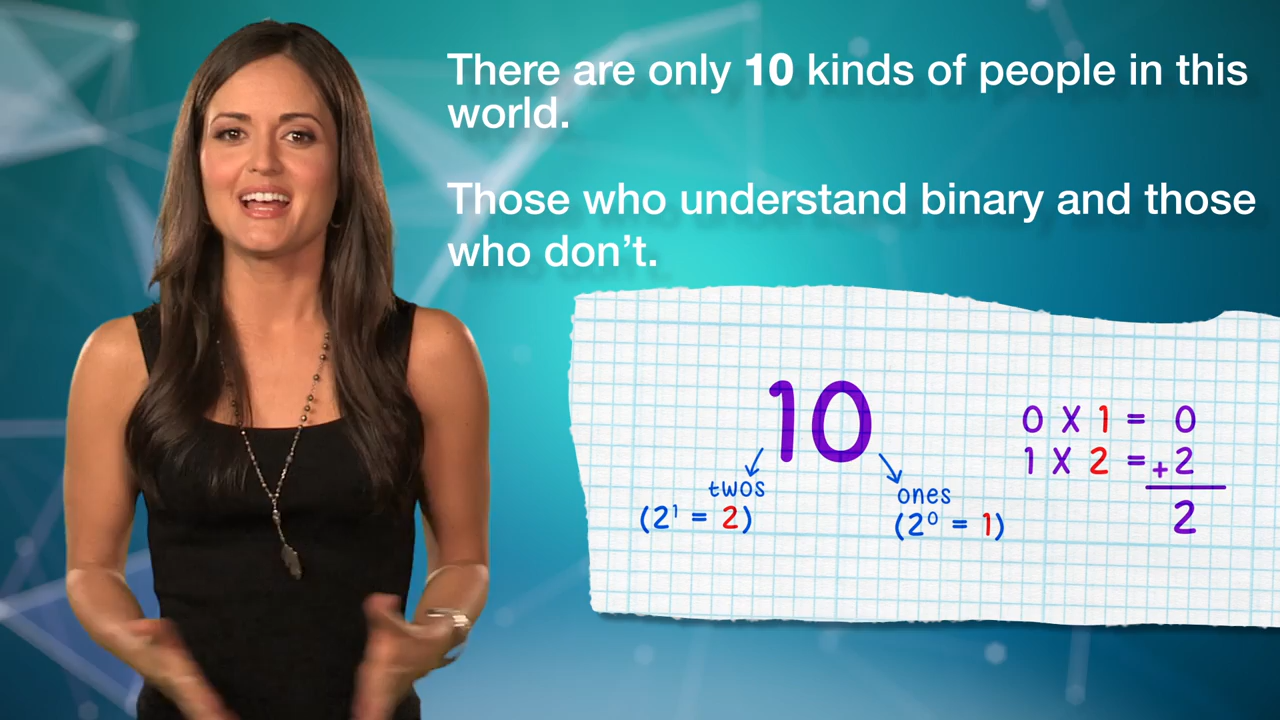 There are only 10 kinds of people in this
world.
Those who understand binary and those
who don’t.
10
twos
(2¹ = 2)
ones
(2⁰ = 1)
0 X 1 = 0
1 X 2 = +2
2